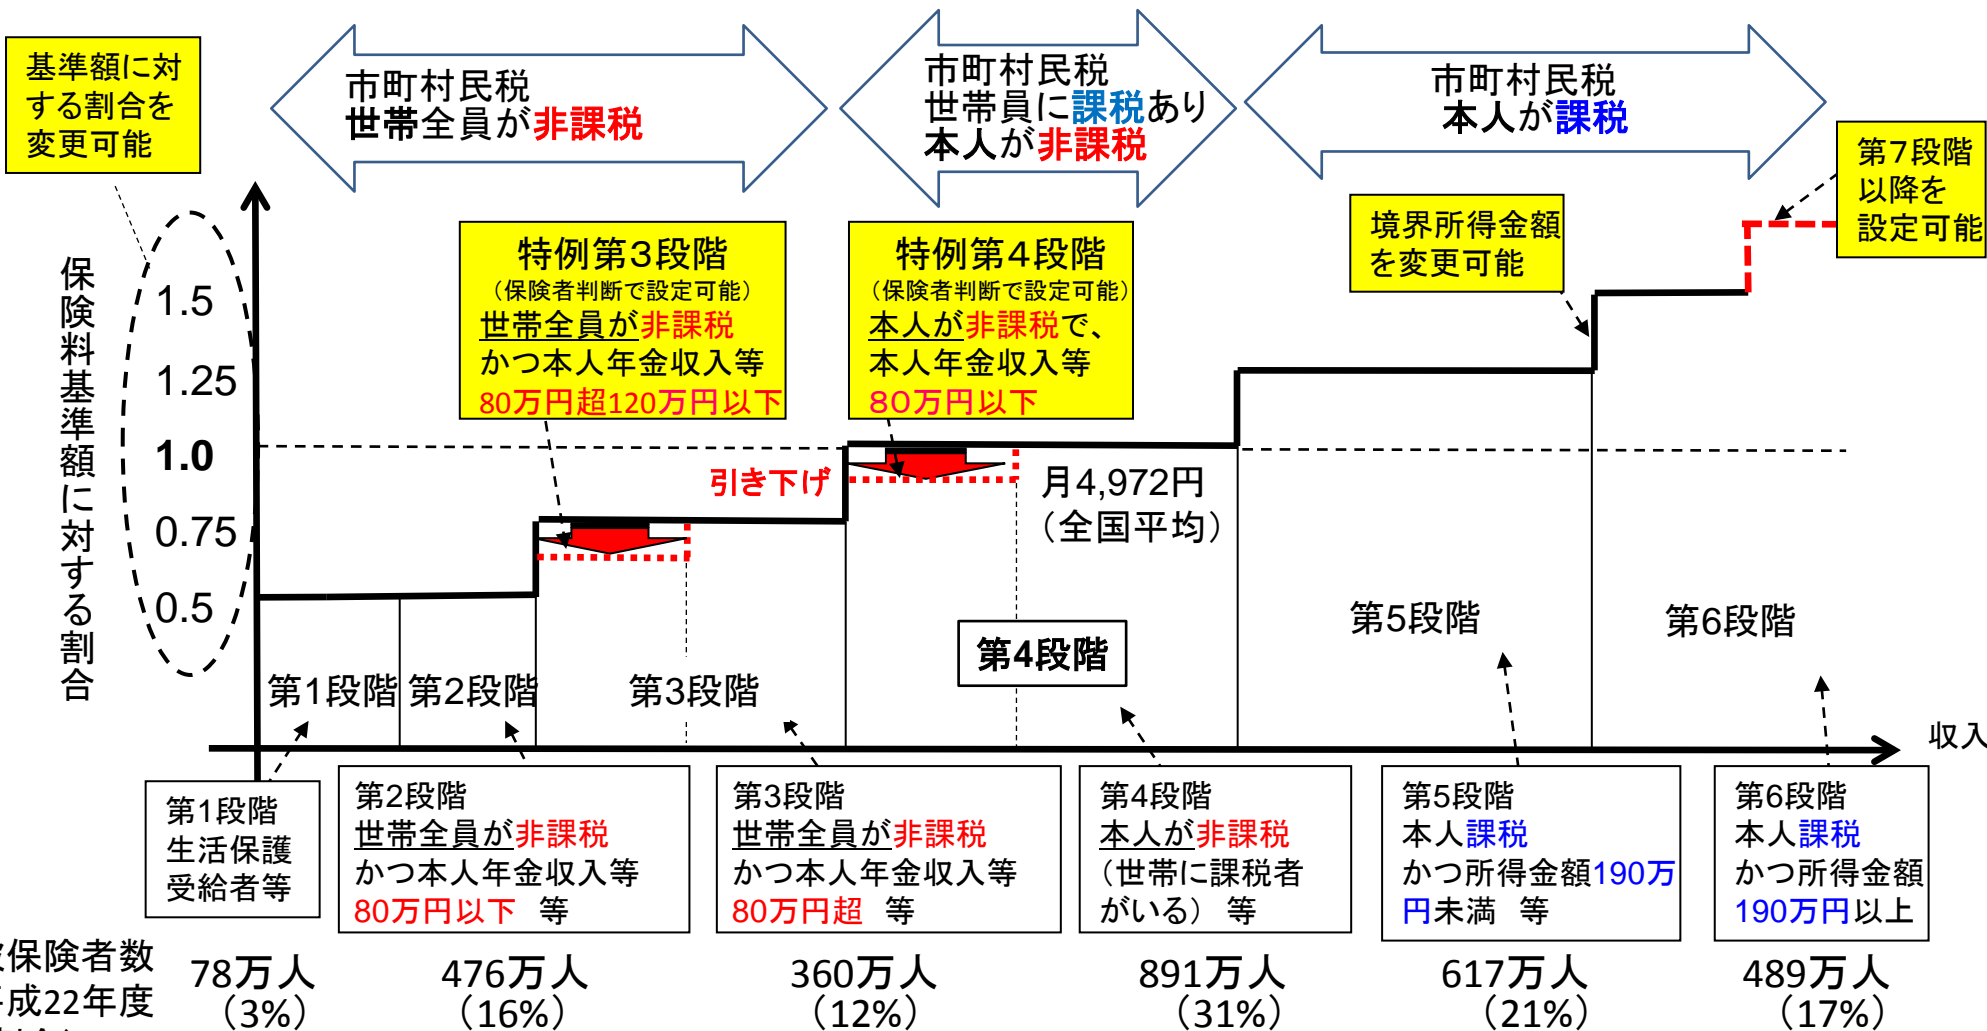 基準額に対
する割合を
変更可能
市町村民税
世帯全員が非課税
市町村民税
世帯員に課税あり
本人が非課税
市町村民税
本人が課税
第7段階
以降を
設定可能
境界所得金額
を変更可能
特例第3段階
（保険者判断で設定可能）
世帯全員が非課税
かつ本人年金収入等
80万円超120万円以下
特例第4段階
（保険者判断で設定可能）
本人が非課税で、
本人年金収入等
80万円以下
保険料基準額に対する割合
1.5
1.25
1.0
0.75
0.5
引き下げ
月4,972円
（全国平均）
第1段階
第2段階
第3段階
第4段階
第5段階
第6段階
収入
第1段階
生活保護
受給者等
第2段階
世帯全員が非課税
かつ本人年金収入等
80万円以下 等
第3段階
世帯全員が非課税
かつ本人年金収入等
80万円超 等
第4段階
本人が非課税
（世帯に課税者
がいる） 等
第5段階
本人課税
かつ所得金額190万
円未満 等
第6段階
本人課税
かつ所得金額
190万円以上
保険者数
成22年度
78万人
（3%）
476万人
（16%）
360万人
（12%）
891万人
（31%）
617万人
（21%）
489万人
（17%）